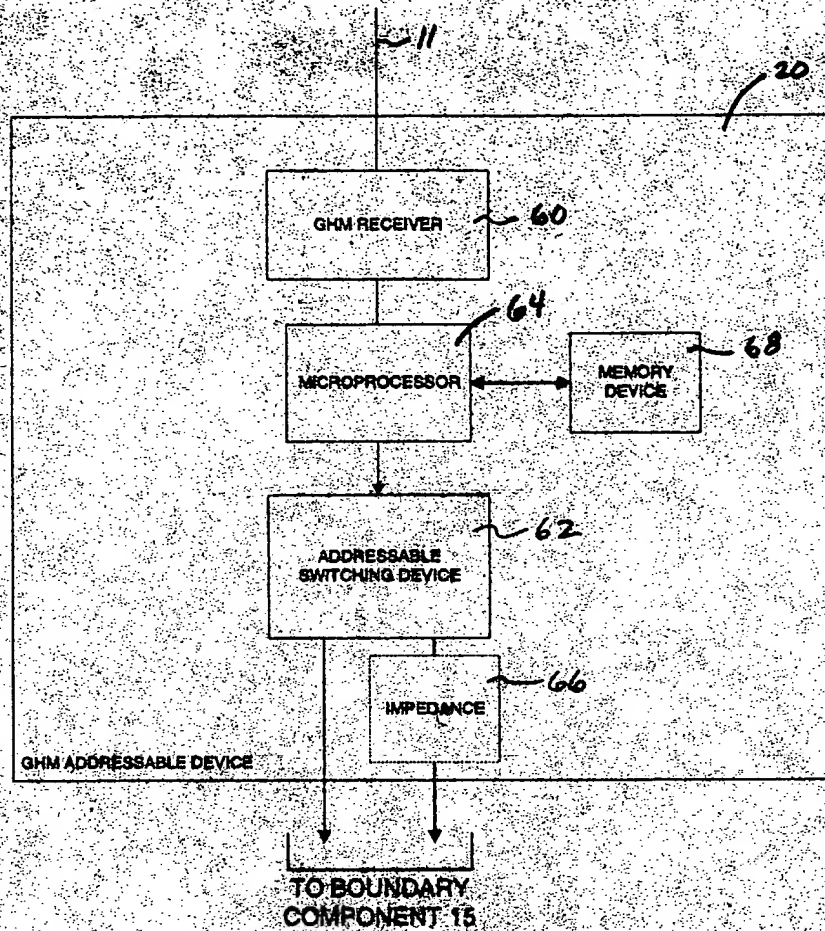 11
20
GHM RECEIVER
60
64
MICROPROCESSOR
68
MEMORY
DEVICE
62
ADDRESSABLE
SWITCHING DEVICE
66
IMPEDANCE
GHM ADDRESSABLE DEVICE
TO BOUNDARY
COMPONENT 15